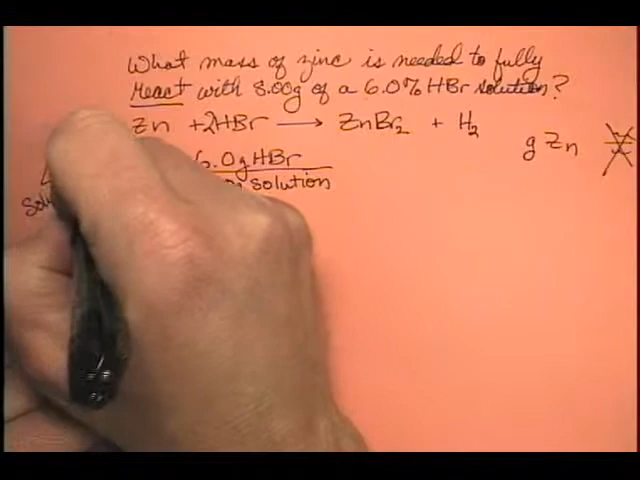 What mass of zinc is needed to fully
react with 8.00g of a 6.0% HBr solution?
Zn + 2HBr → ZnBr₂ + H₂
g Zn
6.0g HBr
solution